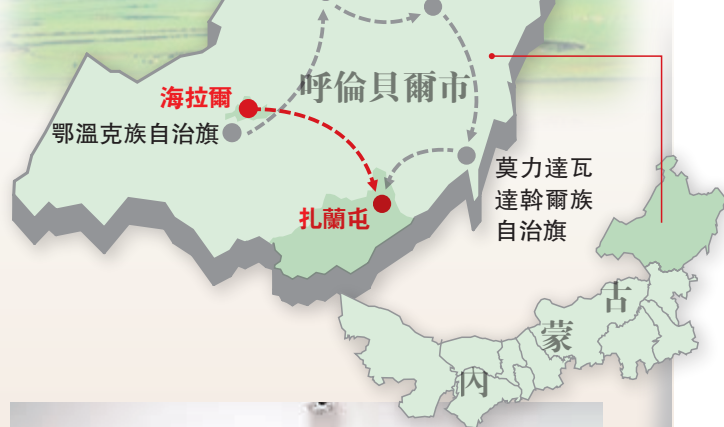 呼倫貝爾市
海拉爾
鄂溫克族自治旗
莫力達瓦
達斡爾族
自治旗
扎蘭屯
內蒙古